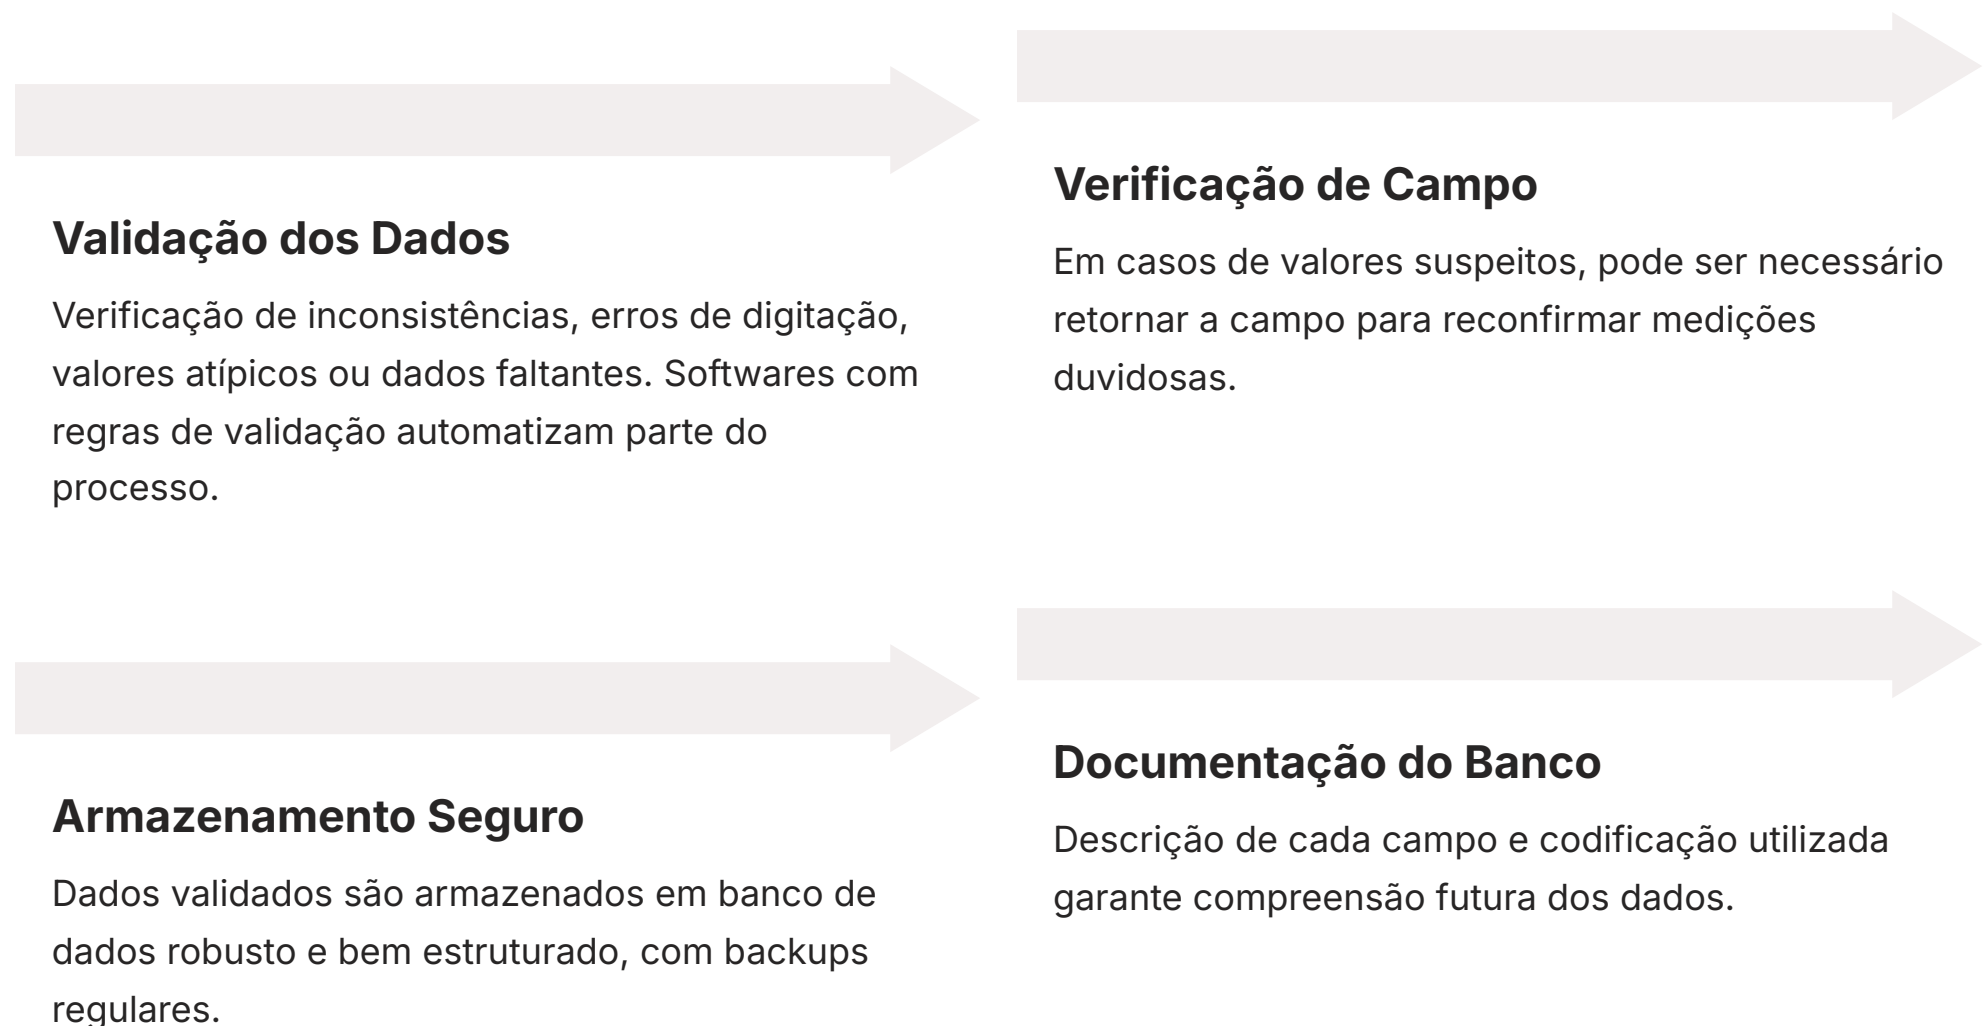 Validação dos Dados
Verificação de inconsistências, erros de digitação,
valores atípicos ou dados faltantes. Softwares com
regras de validação automatizam parte do
processo.
Verificação de Campo
Em casos de valores suspeitos, pode ser necessário
retornar a campo para reconfirmar medições
duvidosas.
Armazenamento Seguro
Dados validados são armazenados em banco de
dados robusto e bem estruturado, com backups
regulares.
Documentação do Banco
Descrição de cada campo e codificação utilizada
garante compreensão futura dos dados.